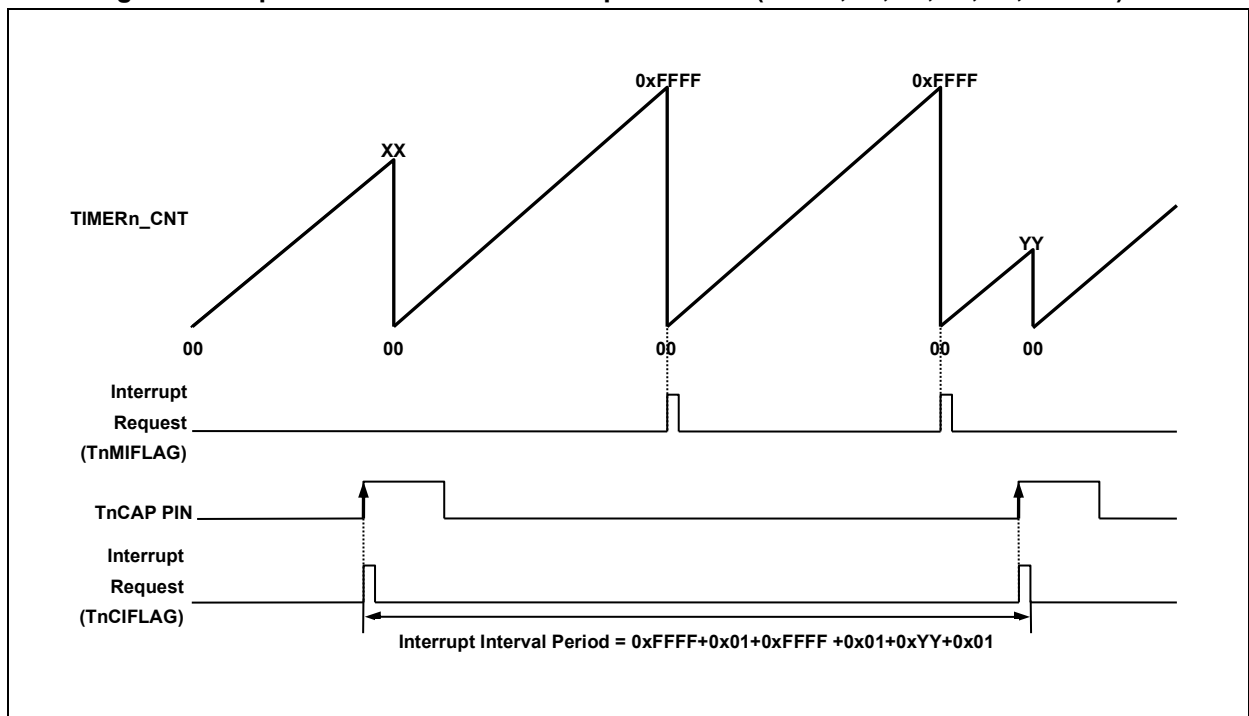 0xFFFF 0xFFFF
XX
TIMERn_CNT
YY
00 00 00 00 00
Interrupt
Request
(TnMIFLAG)
TnCAP PIN
Interrupt
Request
(TnCIFLAG)
Interrupt Interval Period = 0xFFFF+0x01+0xFFFF +0x01+0xYY+0x01